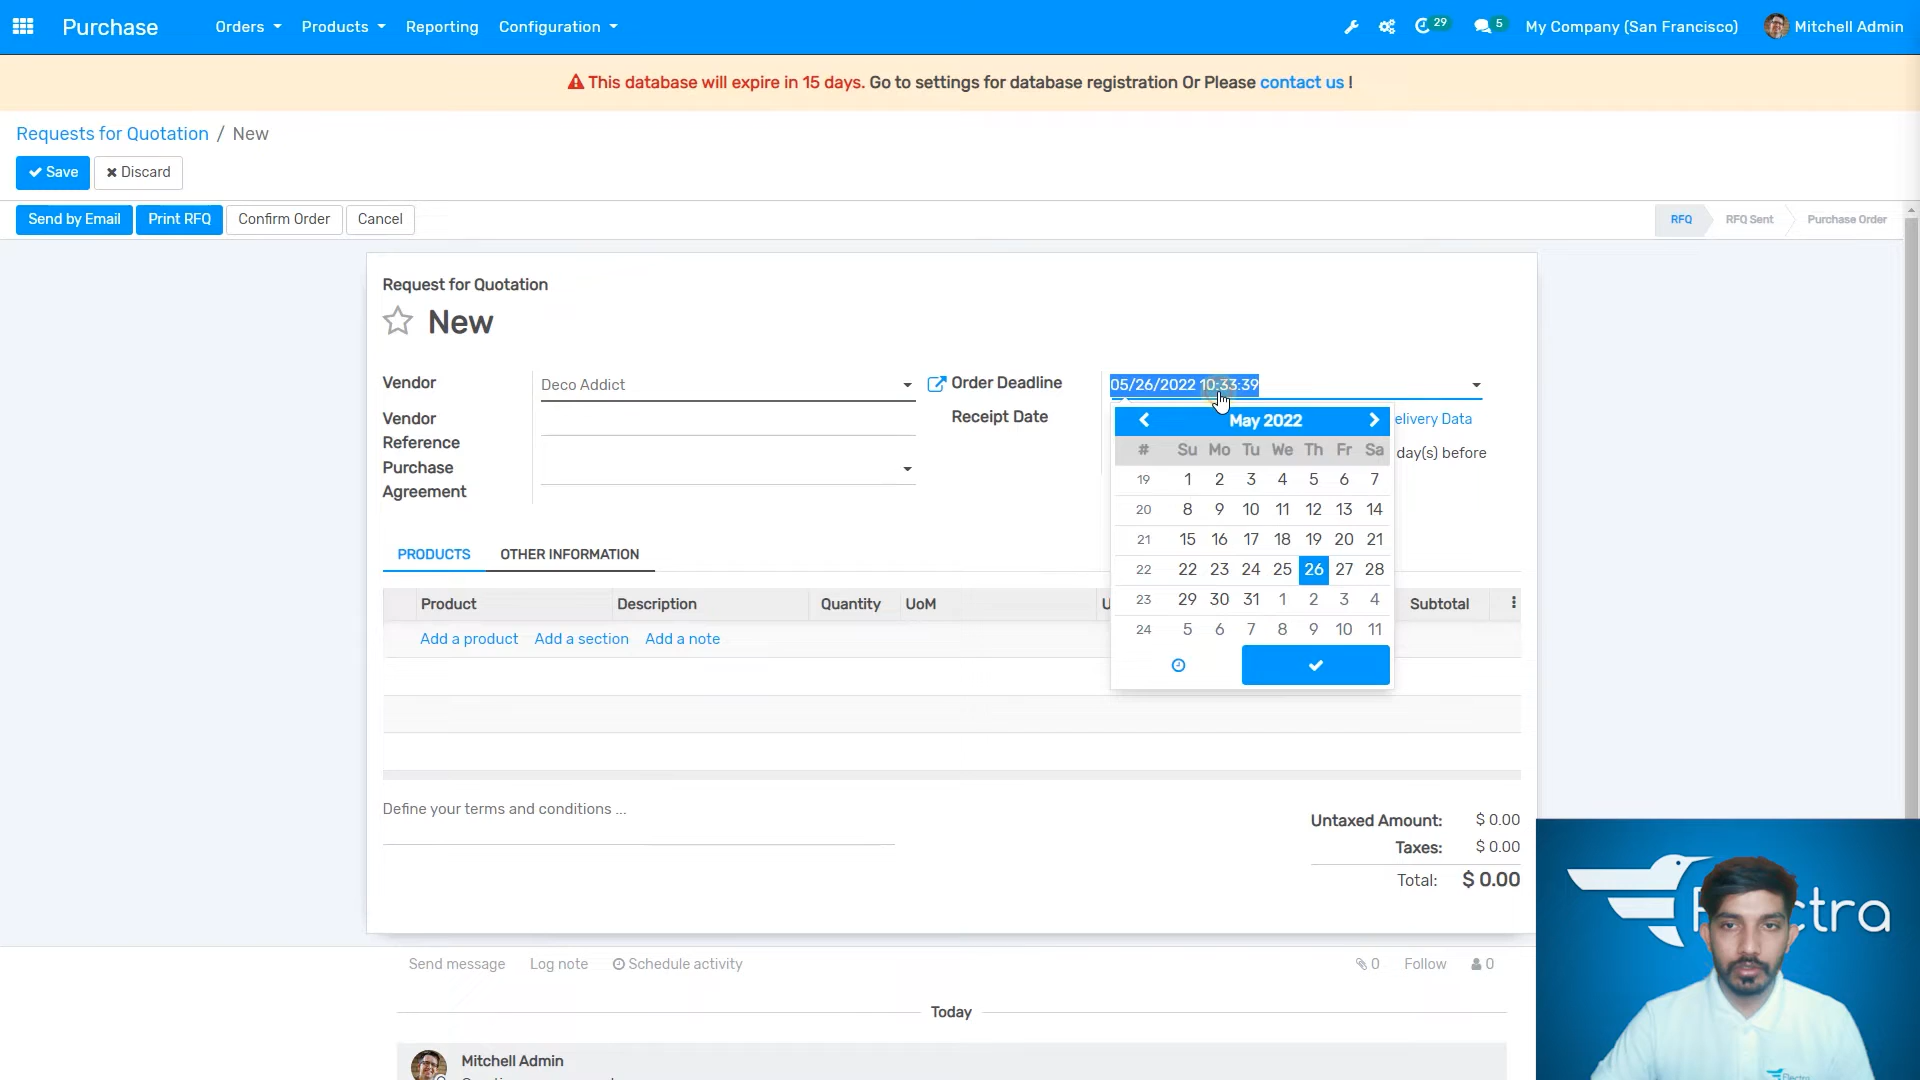 Purchase Orders Products Reporting Configuration 29 5 My Company (San Francisco) Mitchell Admin
This database will expire in 15 days. Go to settings for database registration Or Please contact us !
Requests for Quotation / New
Save Discard
Send by Email Print RFQ Confirm Order Cancel RFQ RFQ Sent Purchase Order
Request for Quotation
New
Vendor Deco Addict Order Deadline 05/26/2022 10:33:39
Vendor Reference
Receipt Date elivery Data
day(s) before
Purchase Agreement
May 2022
# Su Mo Tu We Th Fr Sa
19 1 2 3 4 5 6 7
20 8 9 10 11 12 13 14
21 15 16 17 18 19 20 21
22 22 23 24 25 26 27 28
23 29 30 31 1 2 3 4
24 5 6 7 8 9 10 11
PRODUCTS OTHER INFORMATION
Product Description Quantity UoM U Subtotal
Add a product Add a section Add a note
Define your terms and conditions ...
Untaxed Amount: $ 0.00
Taxes: $ 0.00
Total: $ 0.00
Send message Log note Schedule activity 0 Follow 0
Today
Mitchell Admin
ctra
Flectra